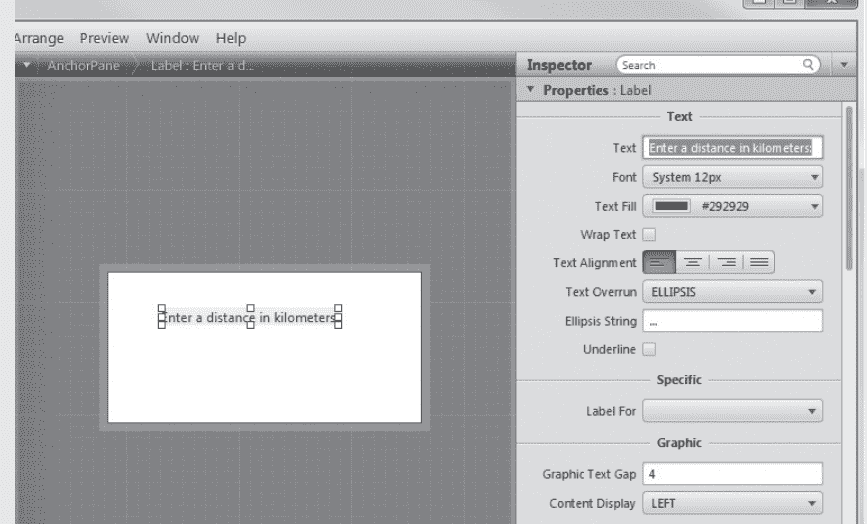 Arrange Preview Window Help
AnchorPane Label : Enter a d...
Inspector Search
Properties : Label
Text
Text Enter a distance in kilometers:
Font System 12px
Text Fill #292929
Wrap Text
Text Alignment
Text Overrun ELLIPSIS
Ellipsis String ...
Underline
Specific
Label For
Graphic
Graphic Text Gap 4
Content Display LEFT
Enter a distance in kilometers: